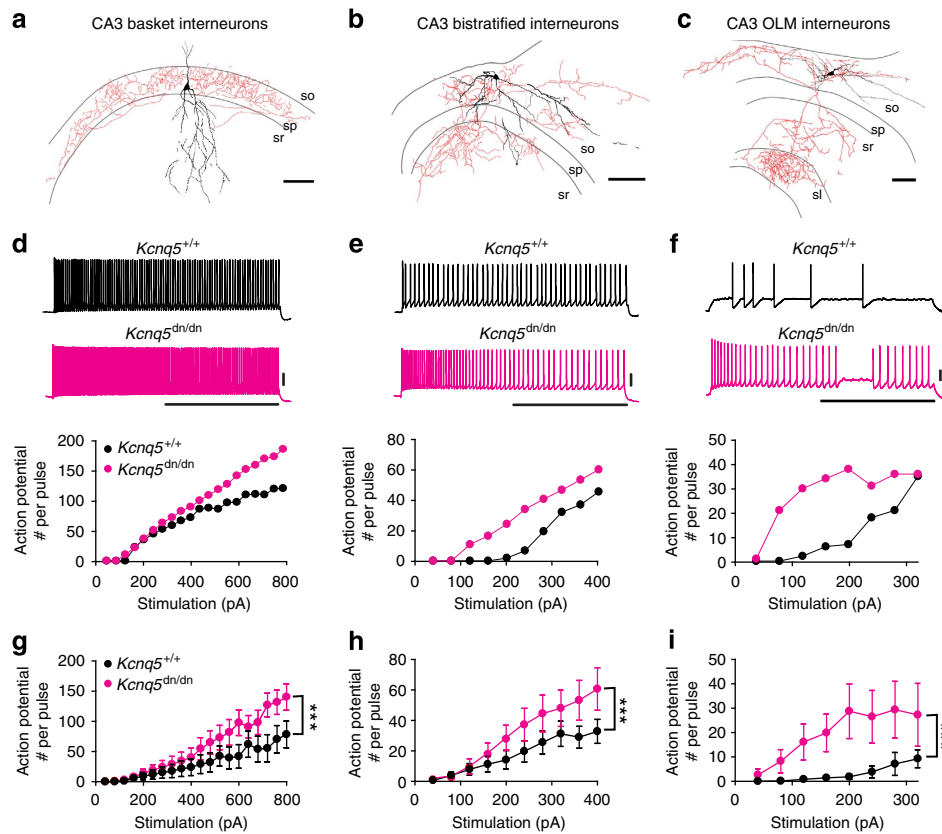 a CA3 basket interneurons
b CA3 bistratified interneurons
c CA3 OLM interneurons
so
sp
sr
so
sp
sr
so
sp
sr
sl
d Kcnq5+/+
Kcnq5dn/dn
e Kcnq5+/+
Kcnq5dn/dn
f Kcnq5+/+
Kcnq5dn/dn
Action potential
# per pulse
200
150
100
50
0
Kcnq5+/+
Kcnq5dn/dn
0 200 400 600 800
Stimulation (pA)
Action potential
# per pulse
80
60
40
20
0
0 100 200 300 400
Stimulation (pA)
Action potential
# per pulse
50
40
30
20
10
0
0 100 200 300
Stimulation (pA)
g
Action potential
# per pulse
200
150
100
50
0
Kcnq5+/+
Kcnq5dn/dn
***
0 200 400 600 800
Stimulation (pA)
h
Action potential
# per pulse
80
60
40
20
0
***
0 100 200 300 400
Stimulation (pA)
i
Action potential
# per pulse
50
40
30
20
10
0
0 100 200 300
Stimulation (pA)